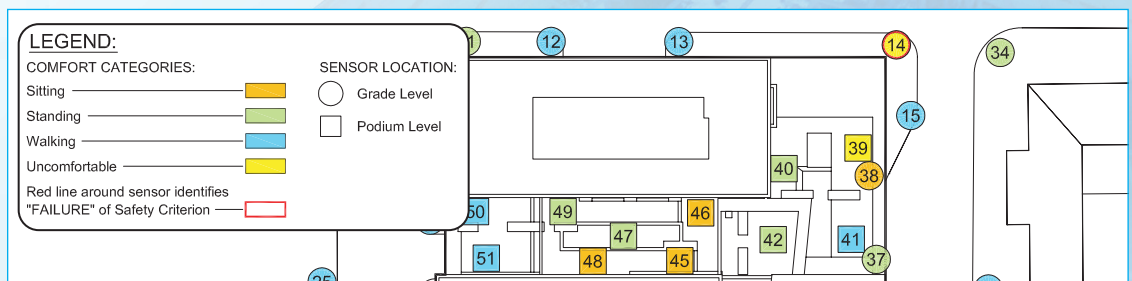 LEGEND:
COMFORT CATEGORIES:
Sitting
Standing
Walking
Uncomfortable
Red line around sensor identifies
"FAILURE" of Safety Criterion
SENSOR LOCATION:
Grade Level
Podium Level
12
13
14
34
15
39
40
38
50
49
46
47
42
41
51
48
45
37